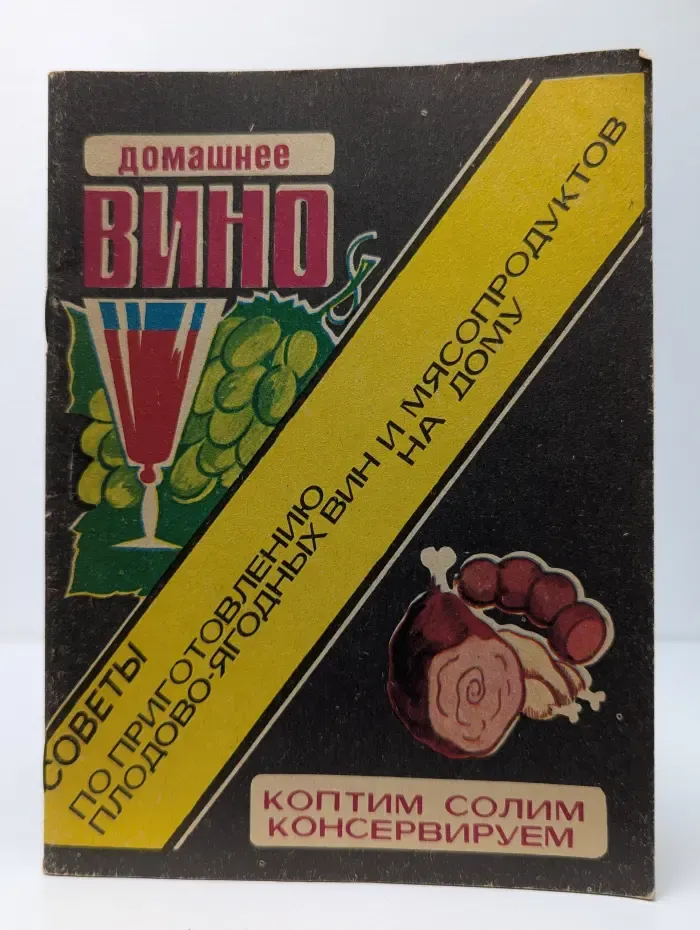 домашнее
ВИНО
СОВЕТЫ
ПО ПРИГОТОВЛЕНИЮ
ПЛОДОВО-ЯГОДНЫХ ВИН И МЯСОПРОДУКТОВ
НА ДОМУ
КОПТИМ СОЛИМ
КОНСЕРВИРУЕМ